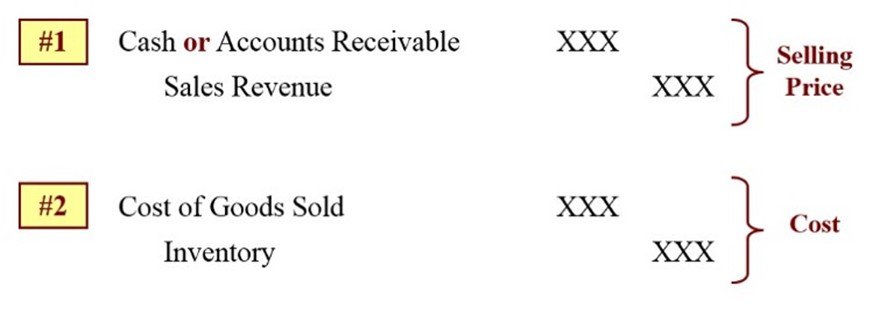 #1 Cash or Accounts Receivable XXX
Sales Revenue XXX
Selling
Price
#2 Cost of Goods Sold XXX
Inventory XXX
Cost